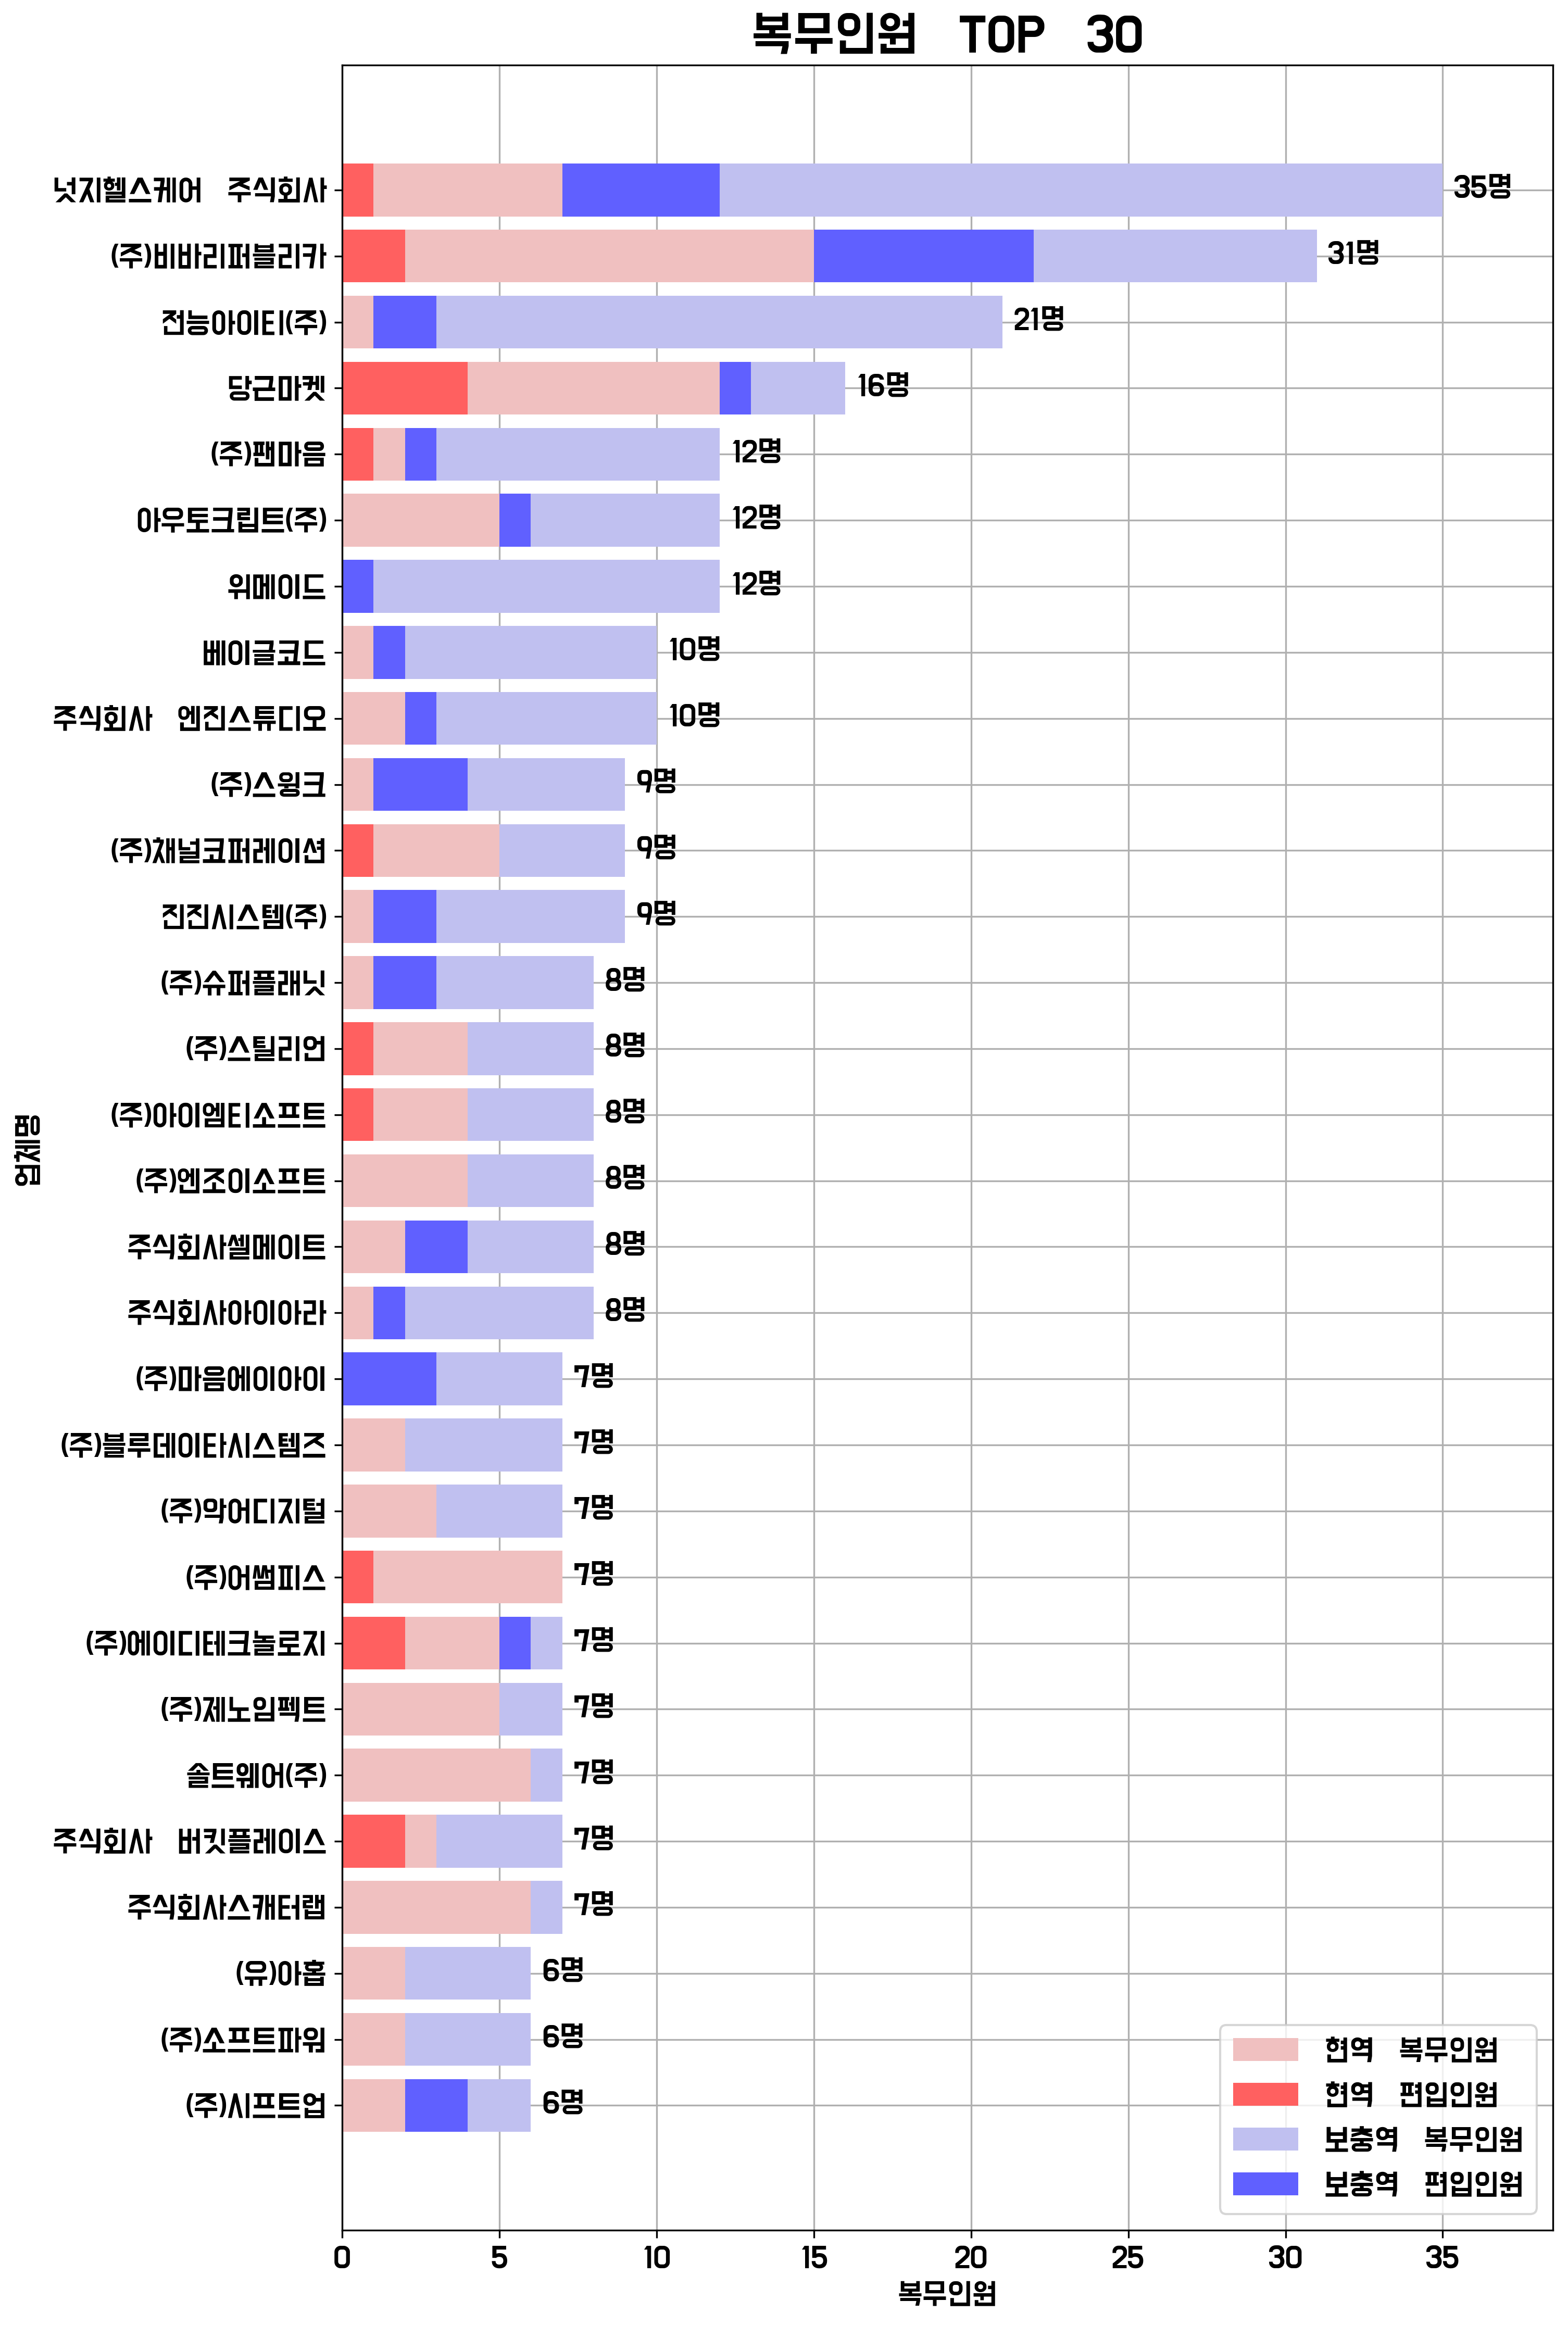 복무인원 TOP 30
넛지헬스케어 주식회사 35명
(주)비바리퍼블리카 31명
전능아이티(주) 21명
당근마켓 16명
(주)팬마음 12명
아우토크립트(주) 12명
위메이드 12명
베이글코드 10명
주식회사 엔진스튜디오 10명
(주)스윙크 9명
(주)채널코퍼레이션 9명
진진시스템(주) 9명
(주)슈퍼플래닛 8명
(주)스틸리언 8명
(주)아이엠티소프트 8명
(주)엔조이소프트 8명
주식회사셀메이트 8명
주식회사아이아라 8명
(주)마음에이아이 7명
(주)블루데이타시스템즈 7명
(주)악어디지털 7명
(주)어썸피스 7명
(주)에이디테크놀로지 7명
(주)제노임펙트 7명
솔트웨어(주) 7명
주식회사 버킷플레이스 7명
주식회사스캐터랩 7명
(유)아홉 6명
(주)소프트파워 6명
(주)시프트업 6명
업체명
현역 복무인원
현역 편입인원
보충역 복무인원
보충역 편입인원
0 5 10 15 20 25 30 35
복무인원